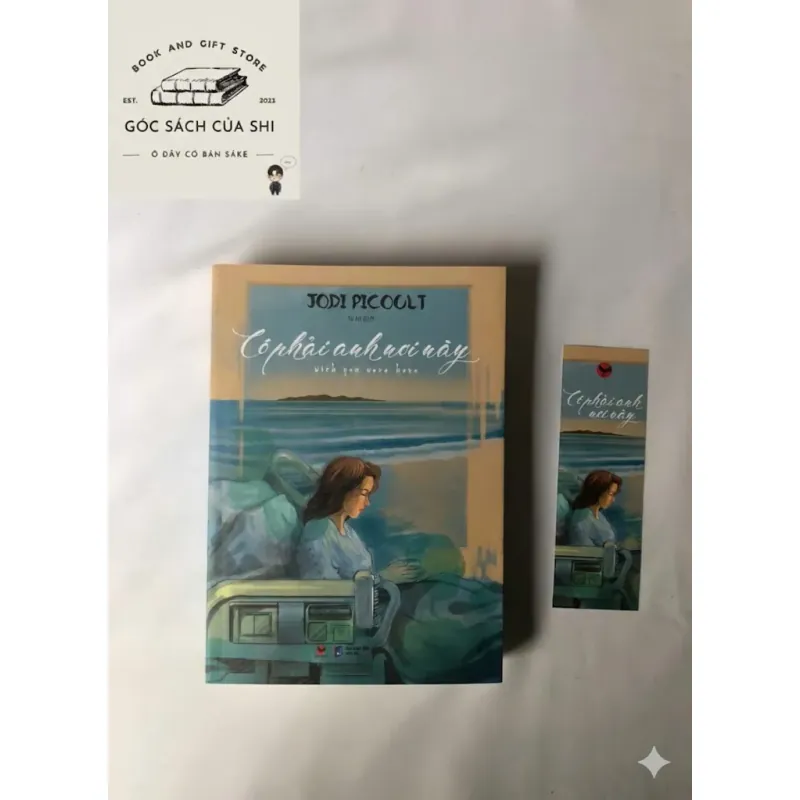 BOOK AND GIFT STORE
EST. 2023
GÓC SÁCH CỦA SHI
Ở ĐÂY CÓ BÁN SÁKE
JODI PICOULT
Có phải anh nơi này
wish you were here
Có phải anh
nơi này